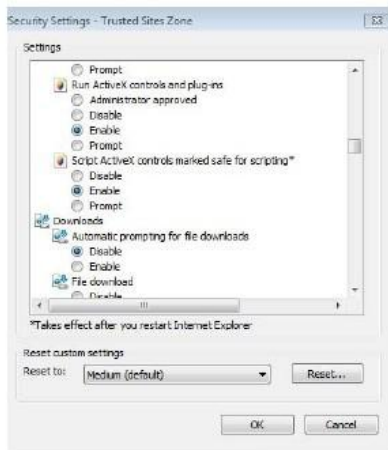 Security Settings - Trusted Sites Zone
Settings
Prompt
Run ActiveX controls and plug-ins
Administrator approved
Disable
Enable
Prompt
Script ActiveX controls marked safe for scripting*
Disable
Enable
Prompt
Downloads
Automatic prompting for file downloads
Disable
Enable
File download
Disable
*Takes effect after you restart Internet Explorer
Reset custom settings
Reset to: Medium (default) Reset...
OK Cancel